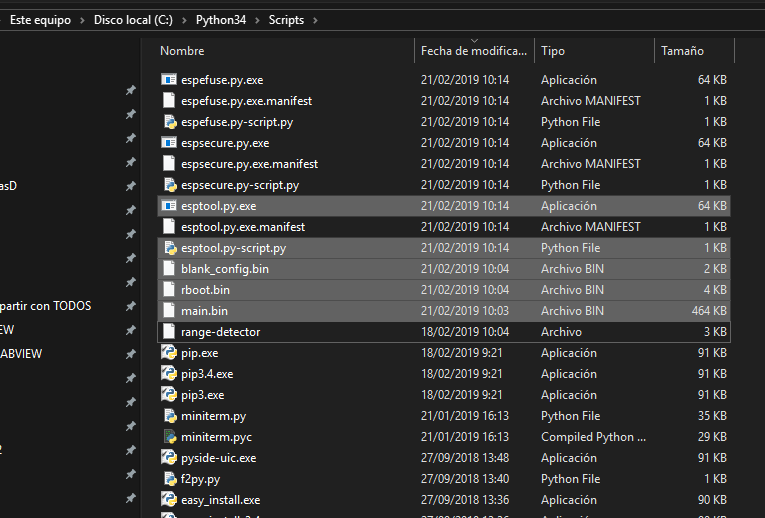 Este equipo > Disco local (C:) > Python34 > Scripts >
Nombre Fecha de modifica... Tipo Tamaño
espefuse.py.exe 21/02/2019 10:14 Aplicación 64 KB
espefuse.py.exe.manifest 21/02/2019 10:14 Archivo MANIFEST 1 KB
espefuse.py-script.py 21/02/2019 10:14 Python File 1 KB
espsecure.py.exe 21/02/2019 10:14 Aplicación 64 KB
espsecure.py.exe.manifest 21/02/2019 10:14 Archivo MANIFEST 1 KB
asD espsecure.py-script.py 21/02/2019 10:14 Python File 1 KB
esptool.py.exe 21/02/2019 10:14 Aplicación 64 KB
esptool.py.exe.manifest 21/02/2019 10:14 Archivo MANIFEST 1 KB
esptool.py-script.py 21/02/2019 10:14 Python File 1 KB
blank_config.bin 21/02/2019 10:04 Archivo BIN 2 KB
rboot.bin 21/02/2019 10:04 Archivo BIN 4 KB
partir con TODOS main.bin 21/02/2019 10:03 Archivo BIN 464 KB
EW range-detector 18/02/2019 10:04 Archivo 3 KB
ABVIEW pip.exe 18/02/2019 9:21 Aplicación 91 KB
pip3.4.exe 18/02/2019 9:21 Aplicación 91 KB
pip3.exe 18/02/2019 9:21 Aplicación 91 KB
miniterm.py 21/01/2019 16:13 Python File 35 KB
miniterm.pyc 21/01/2019 16:13 Compiled Python ... 29 KB
2 pyside-uic.exe 27/09/2018 13:48 Aplicación 91 KB
f2py.py 27/09/2018 13:40 Python File 1 KB
easy_install.exe 27/09/2018 13:36 Aplicación 90 KB